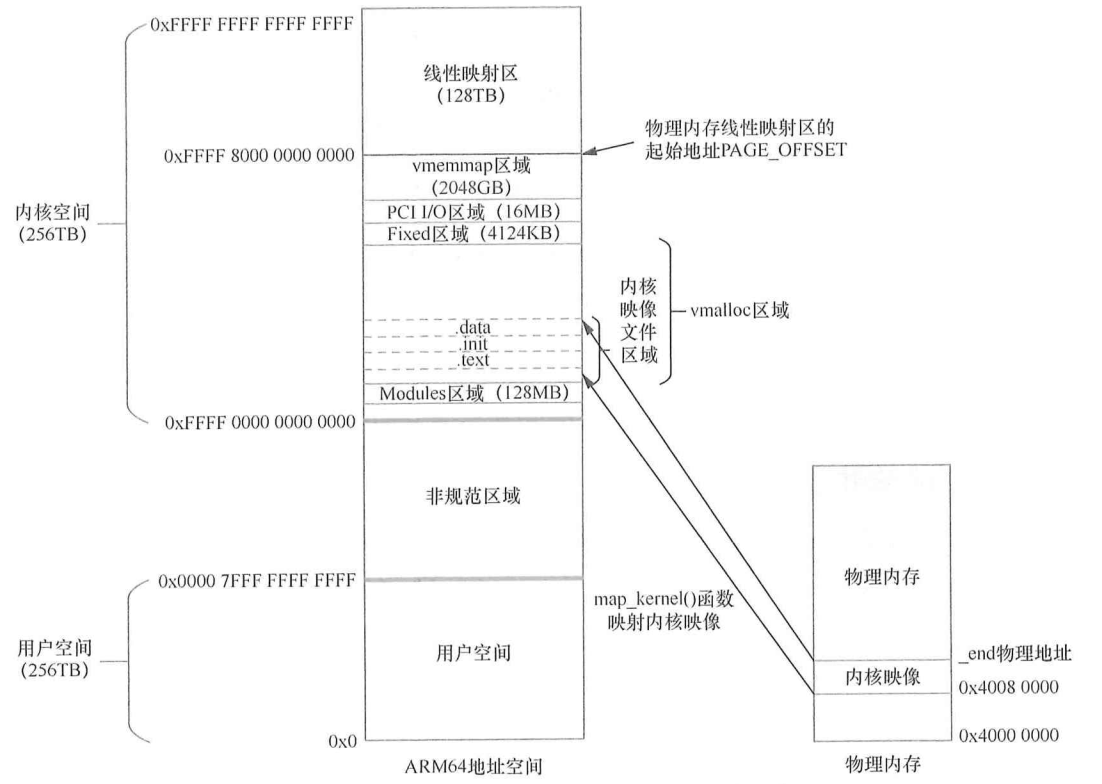 0xFFFF FFFF FFFF FFFF
线性映射区
(128TB)
物理内存线性映射区的
起始地址PAGE_OFFSET
0xFFFF 8000 0000 0000
vmemmap区域
(2048GB)
内核空间
(256TB)
PCI I/O区域（16MB）
Fixed区域（4124KB）
内核
映像
文件
区域
vmalloc区域
.data
.init
.text
Modules区域（128MB）
0xFFFF 0000 0000 0000
非规范区域
0x0000 7FFF FFFF FFFF
map_kernel()函数
映射内核映像
用户空间
(256TB)
用户空间
物理内存
_end物理地址
内核映像
0x4008 0000
0x4000 0000
0x0
ARM64地址空间
物理内存